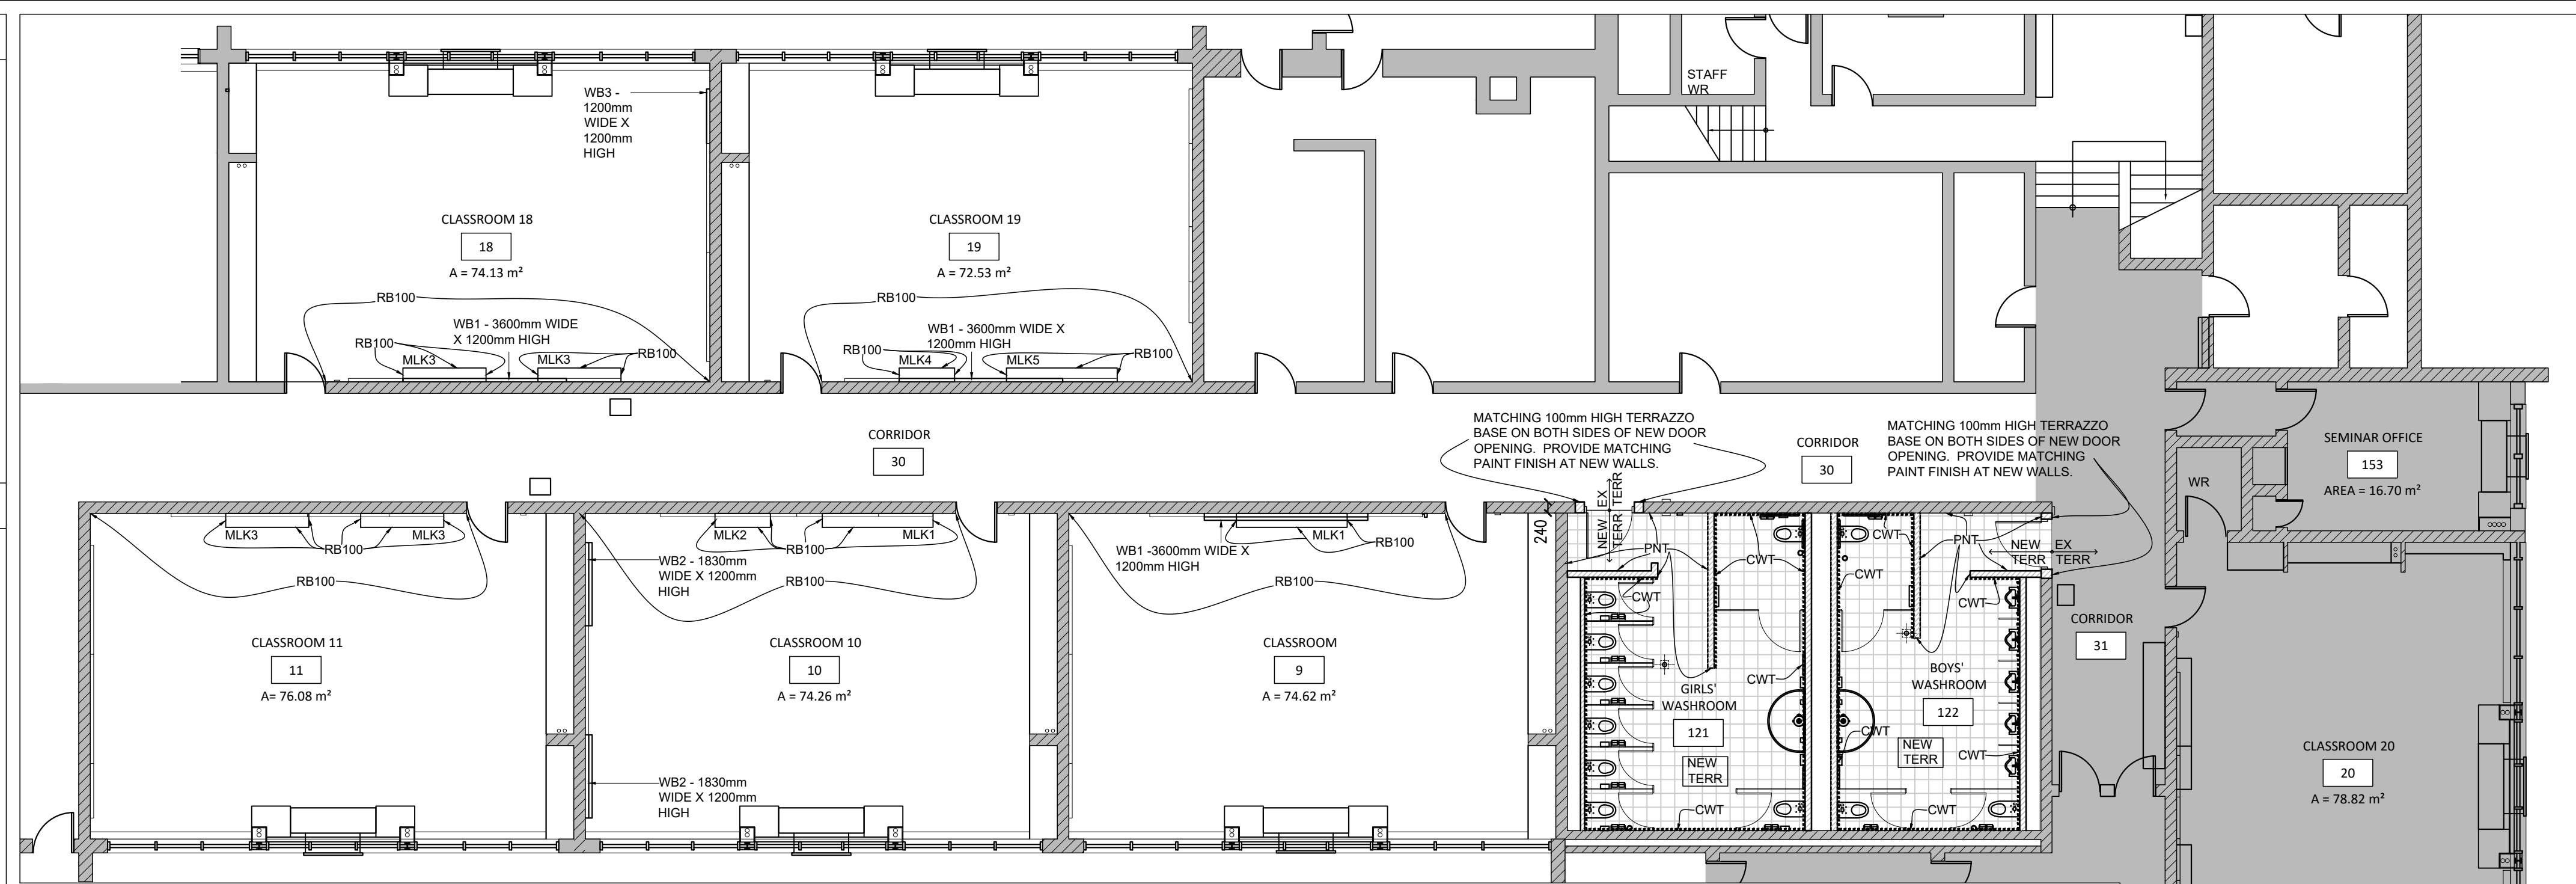 STAFF
WR
WB3 -
1200mm
WIDE X
1200mm
HIGH
CLASSROOM 18
18
A = 74.13 m²
RB100
WB1 - 3600mm WIDE
X 1200mm HIGH
RB100
MLK3
MLK3
RB100
CLASSROOM 19
19
A = 72.53 m²
RB100
WB1 - 3600mm WIDE X
1200mm HIGH
RB100
MLK4
MLK5
RB100
CORRIDOR
30
MATCHING 100mm HIGH TERRAZZO
BASE ON BOTH SIDES OF NEW DOOR
OPENING. PROVIDE MATCHING
PAINT FINISH AT NEW WALLS.
CORRIDOR
30
MATCHING 100mm HIGH TERRAZZO
BASE ON BOTH SIDES OF NEW DOOR
OPENING. PROVIDE MATCHING
PAINT FINISH AT NEW WALLS.
SEMINAR OFFICE
153
AREA = 16.70 m²
WR
MLK3
MLK3
RB100
RB100
CLASSROOM 11
11
A= 76.08 m²
MLK2
MLK1
RB100
WB2 - 1830mm
WIDE X 1200mm
HIGH
RB100
CLASSROOM 10
10
A = 74.26 m²
WB2 - 1830mm
WIDE X 1200mm
HIGH
MLK1
RB100
WB1 -3600mm WIDE X
1200mm HIGH
RB100
CLASSROOM
9
A = 74.62 m²
240
NEW EX
TERR TERR
PNT
CWT
CWT
CWT
GIRLS'
WASHROOM
121
NEW
TERR
CWT
CWT
PNT
NEW EX
TERR TERR
CWT
CWT
BOYS'
WASHROOM
122
CWT
NEW
TERR
CWT
CWT
CORRIDOR
31
CLASSROOM 20
20
A = 78.82 m²